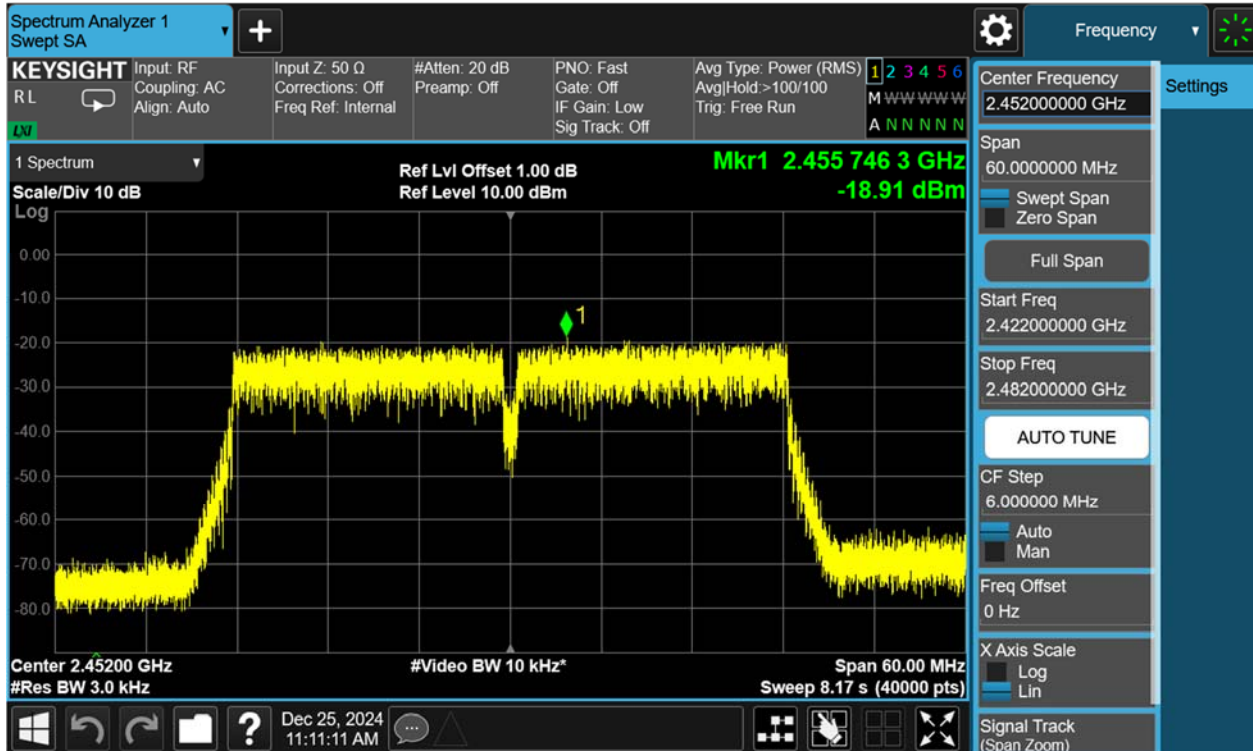 Spectrum Analyzer 1
Swept SA
Frequency
KEYSIGHT
RL
LXI
Input: RF
Coupling: AC
Align: Auto
Input Z: 50 Ω
Corrections: Off
Freq Ref: Internal
#Atten: 20 dB
Preamp: Off
PNO: Fast
Gate: Off
IF Gain: Low
Sig Track: Off
Avg Type: Power (RMS)
Avg|Hold:>100/100
Trig: Free Run
1 2 3 4 5 6
M W W W W W
A N N N N N
1 Spectrum
Scale/Div 10 dB
Ref Lvl Offset 1.00 dB
Ref Level 10.00 dBm
Mkr1 2.455 746 3 GHz
-18.91 dBm
Log
0.00
-10.0
-20.0
-30.0
-40.0
-50.0
-60.0
-70.0
-80.0
1
Center 2.45200 GHz
#Video BW 10 kHz*
Span 60.00 MHz
#Res BW 3.0 kHz
Sweep 8.17 s (40000 pts)
?
Dec 25, 2024
11:11:11 AM
Center Frequency
2.452000000 GHz
Settings
Span
60.0000000 MHz
Swept Span
Zero Span
Full Span
Start Freq
2.422000000 GHz
Stop Freq
2.482000000 GHz
AUTO TUNE
CF Step
6.000000 MHz
Auto
Man
Freq Offset
0 Hz
X Axis Scale
Log
Lin
Signal Track
(Span Zoom)